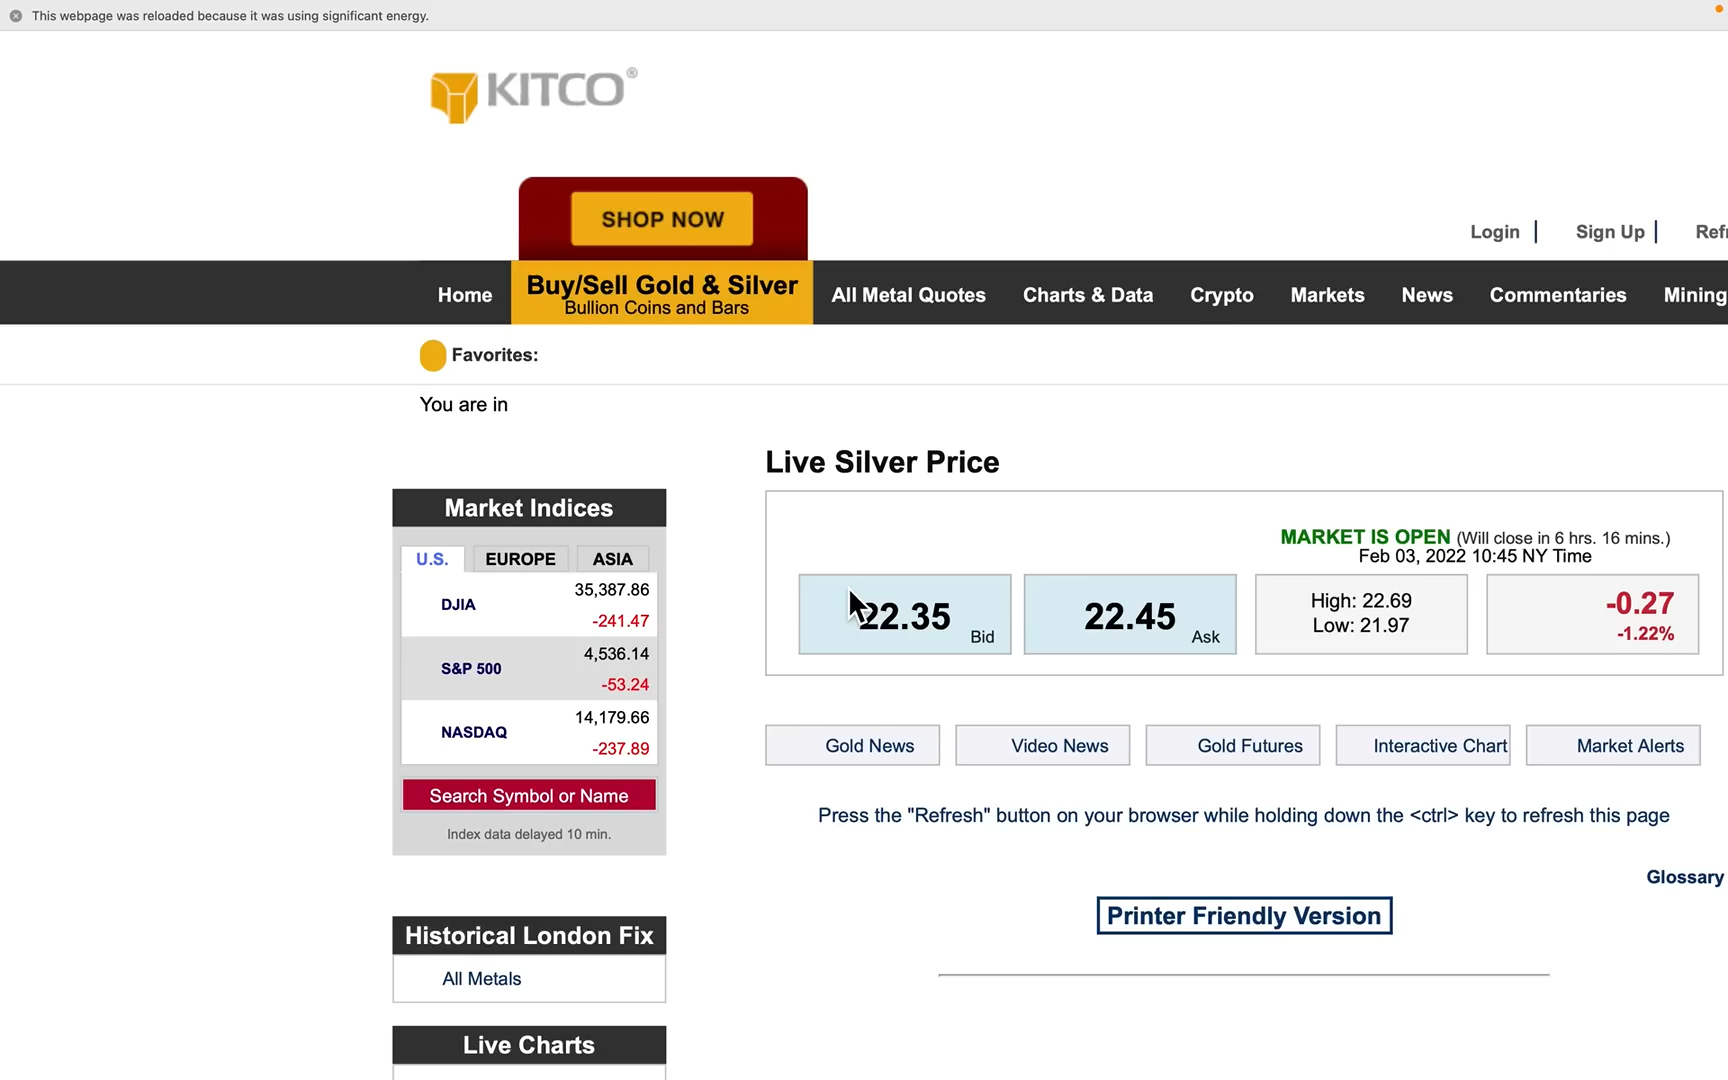 This webpage was reloaded because it was using significant energy.
KITCO®
SHOP NOW
Login
Sign Up
Home
Buy/Sell Gold & Silver
Bullion Coins and Bars
All Metal Quotes
Charts & Data
Crypto
Markets
News
Commentaries
Mining
Favorites:
You are in
Live Silver Price
MARKET IS OPEN (Will close in 6 hrs. 16 mins.)
Feb 03, 2022 10:45 NY Time
22.35 Bid
22.45 Ask
High: 22.69
Low: 21.97
-0.27
-1.22%
Market Indices
U.S. EUROPE ASIA
DJIA
35,387.86
-241.47
S&P 500
4,536.14
-53.24
NASDAQ
14,179.66
-237.89
Search Symbol or Name
Index data delayed 10 min.
Gold News
Video News
Gold Futures
Interactive Chart
Market Alerts
Press the "Refresh" button on your browser while holding down the <ctrl> key to refresh this page
Glossary
Printer Friendly Version
Historical London Fix
All Metals
Live Charts